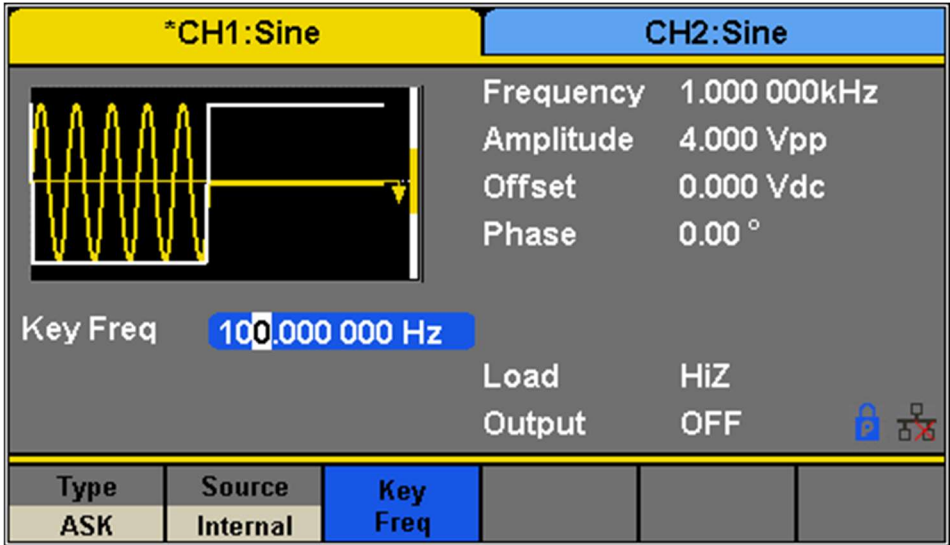 *CH1:Sine
CH2:Sine
Frequency 1.000 000kHz
Amplitude 4.000 Vpp
Offset 0.000 Vdc
Phase 0.00 °
Key Freq 100.000 000 Hz
Load HiZ
Output OFF
P
Type Source Key
ASK Internal Freq